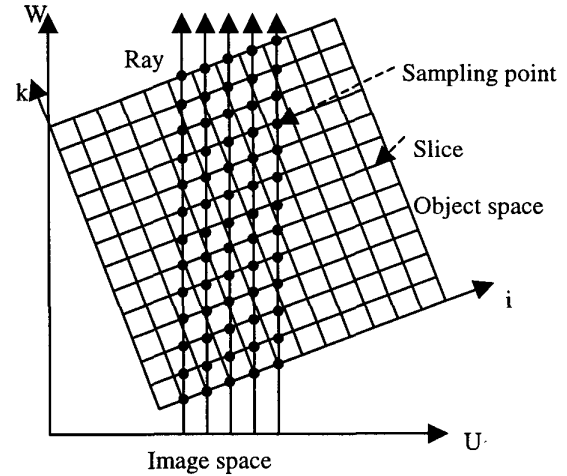 W
Ray
k
Sampling point
Slice
Object space
i
U
Image space